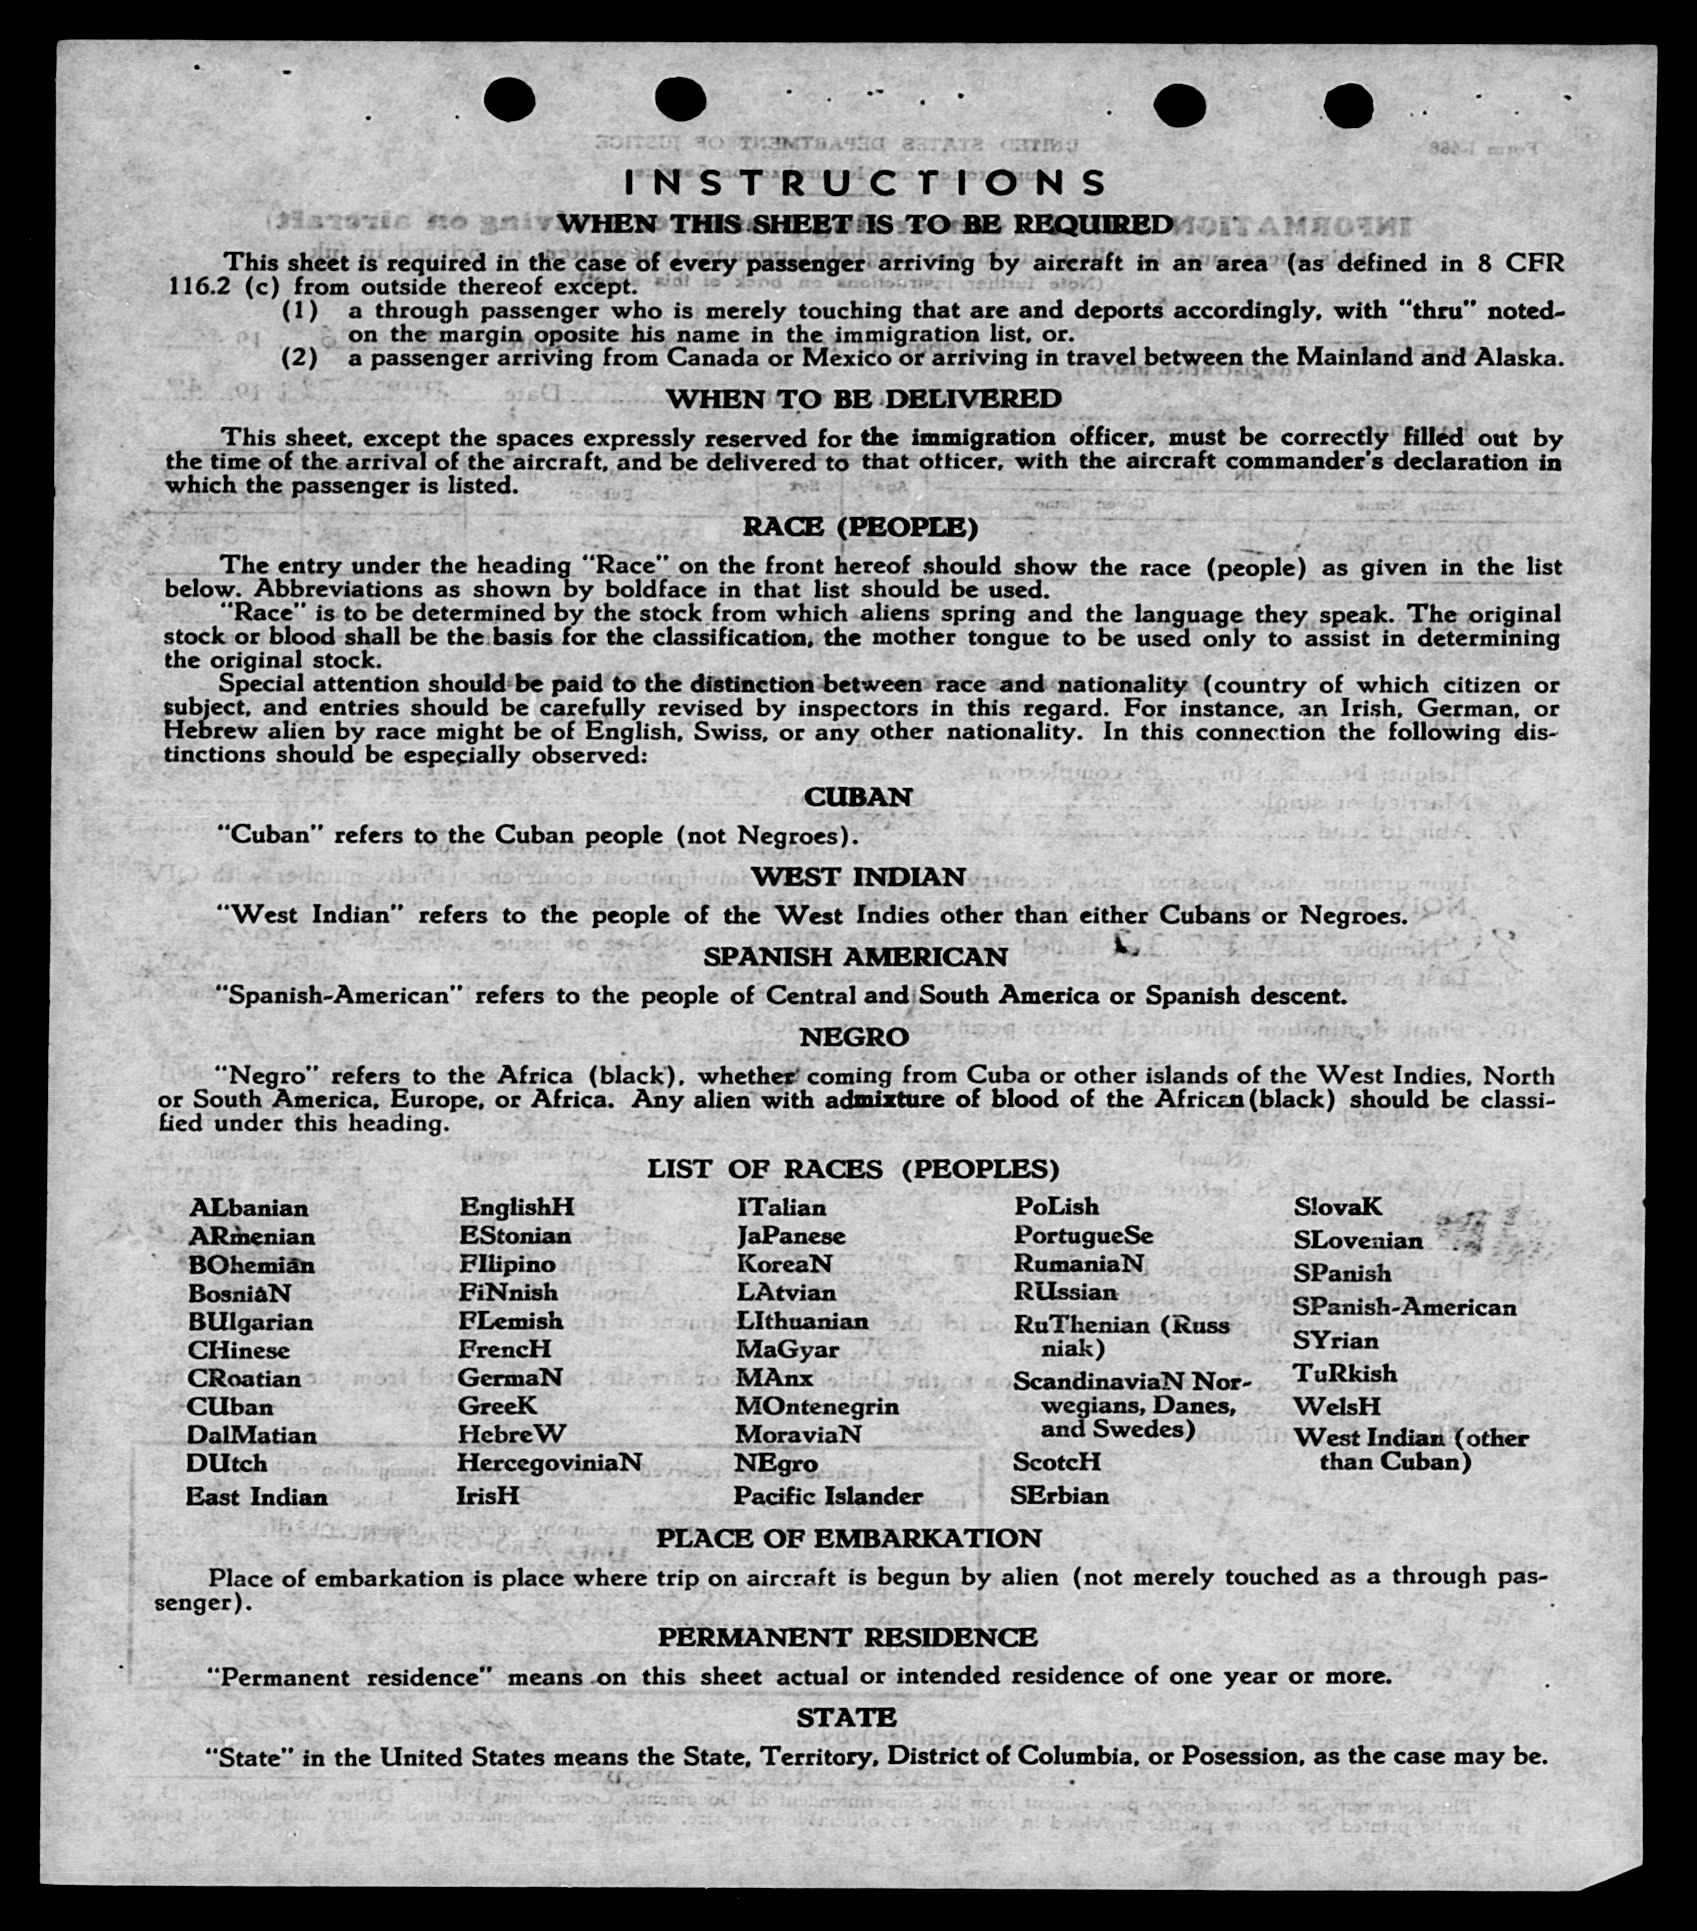 INSTRUCTIONS
WHEN THIS SHEET IS TO BE REQUIRED
This sheet is required in the case of every passenger arriving by aircraft in an area (as defined in 8 CFR
116.2 (c) from outside thereof except.
(1) a through passenger who is merely touching that are and deports accordingly, with "thru" noted-
on the margin oposite his name in the immigration list, or.
(2) a passenger arriving from Canada or Mexico or arriving in travel between the Mainland and Alaska.
WHEN TO BE DELIVERED
This sheet, except the spaces expressly reserved for the immigration officer, must be correctly filled out by
the time of the arrival of the aircraft, and be delivered to that officer, with the aircraft commander's declaration in
which the passenger is listed.
RACE (PEOPLE)
The entry under the heading "Race" on the front hereof should show the race (people) as given in the list
below. Abbreviations as shown by boldface in that list should be used.
"Race" is to be determined by the stock from which aliens spring and the language they speak. The original
stock or blood shall be the basis for the classification, the mother tongue to be used only to assist in determining
the original stock.
Special attention should be paid to the distinction between race and nationality (country of which citizen or
subject, and entries should be carefully revised by inspectors in this regard. For instance, an Irish, German, or
Hebrew alien by race might be of English, Swiss, or any other nationality. In this connection the following dis-
tinctions should be especially observed:
CUBAN
"Cuban" refers to the Cuban people (not Negroes).
WEST INDIAN
"West Indian" refers to the people of the West Indies other than either Cubans or Negroes.
SPANISH AMERICAN
"Spanish-American" refers to the people of Central and South America or Spanish descent.
NEGRO
"Negro" refers to the Africa (black), whether coming from Cuba or other islands of the West Indies, North
or South America, Europe, or Africa. Any alien with admixture of blood of the African (black) should be classi-
fied under this heading.
LIST OF RACES (PEOPLES)
ALbanian
ARmenian
BOhemian
BosniaN
BUlgarian
CHinese
CRoatian
CUban
DalMatian
DUtch
East Indian
EnglishH
EStonian
FIlipino
FiNnish
FLemish
FrencH
GermaN
GreeK
HebreW
HercegoviniaN
IrisH
ITalian
JaPanese
KoreaN
LAtvian
LIthuanian
MaGyar
MAnx
MOntenegrin
MoraviaN
NEgro
Pacific Islander
PoLish
PortugueSe
RumaniaN
RUssian
RuThenian (Russ
niak)
ScandinaviaN Nor-
wegians, Danes,
and Swedes)
ScotcH
SErbian
SlovaK
SLovenian
SPanish
SPanish-American
SYrian
TuRkish
WelsH
West Indian (other
than Cuban)
PLACE OF EMBARKATION
Place of embarkation is place where trip on aircraft is begun by alien (not merely touched as a through pas-
senger).
PERMANENT RESIDENCE
"Permanent residence" means on this sheet actual or intended residence of one year or more.
STATE
"State" in the United States means the State, Territory, District of Columbia, or Posession, as the case may be.